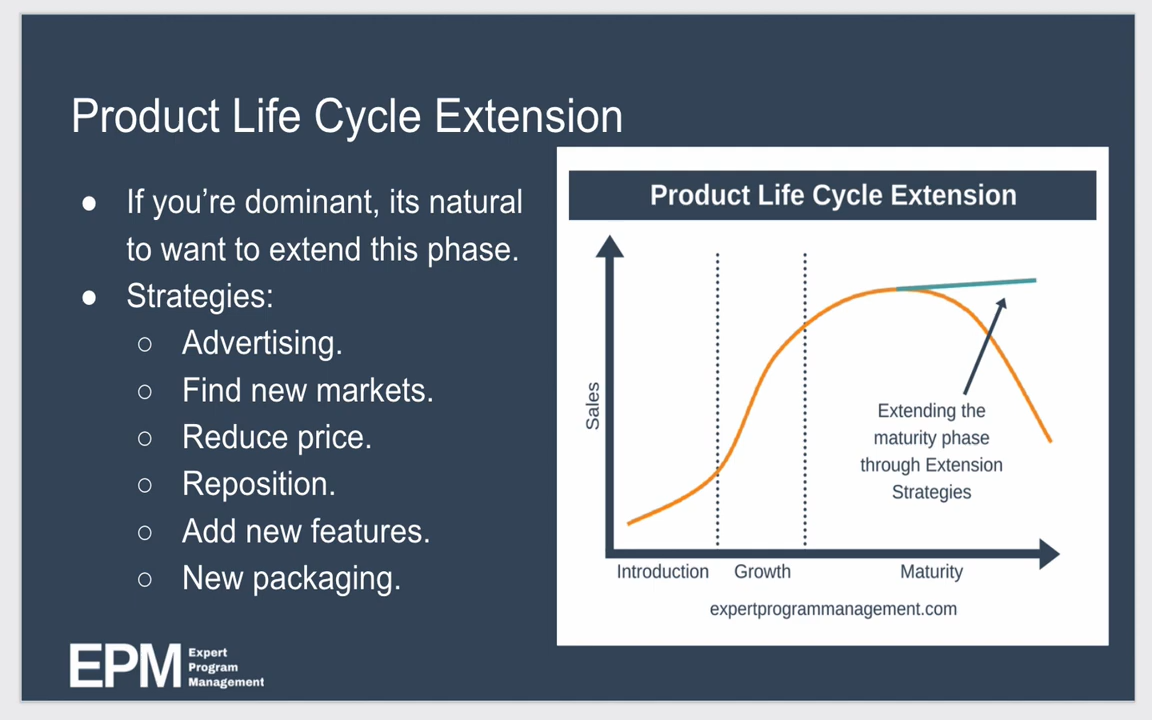 Product Life Cycle Extension
● If you’re dominant, its natural
to want to extend this phase.
● Strategies:
○ Advertising.
○ Find new markets.
○ Reduce price.
○ Reposition.
○ Add new features.
○ New packaging.
Product Life Cycle Extension
Sales
Extending the
maturity phase
through Extension
Strategies
Introduction Growth Maturity
expertprogrammanagement.com
EPM
Expert
Program
Management